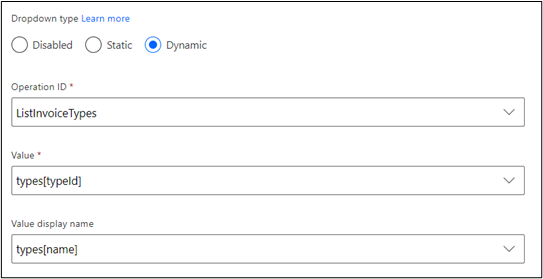 Dropdown type Learn more
Disabled Static Dynamic
Operation ID *
ListInvoiceTypes
Value *
types[typeId]
Value display name
types[name]